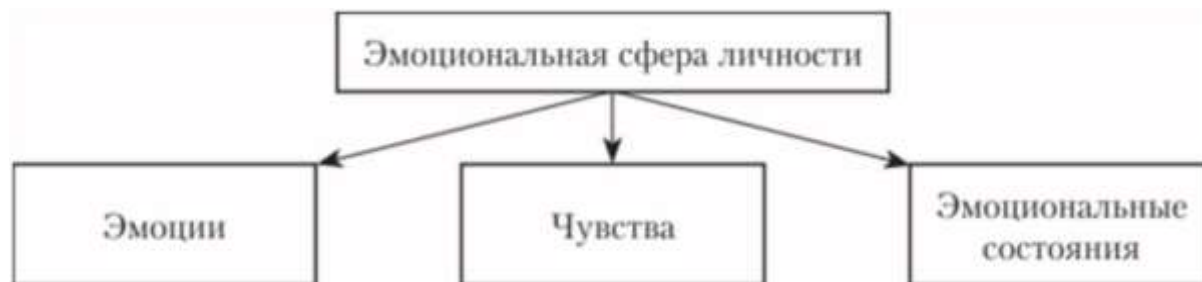 Эмоциональная сфера личности
Эмоции
Чувства
Эмоциональные
состояния